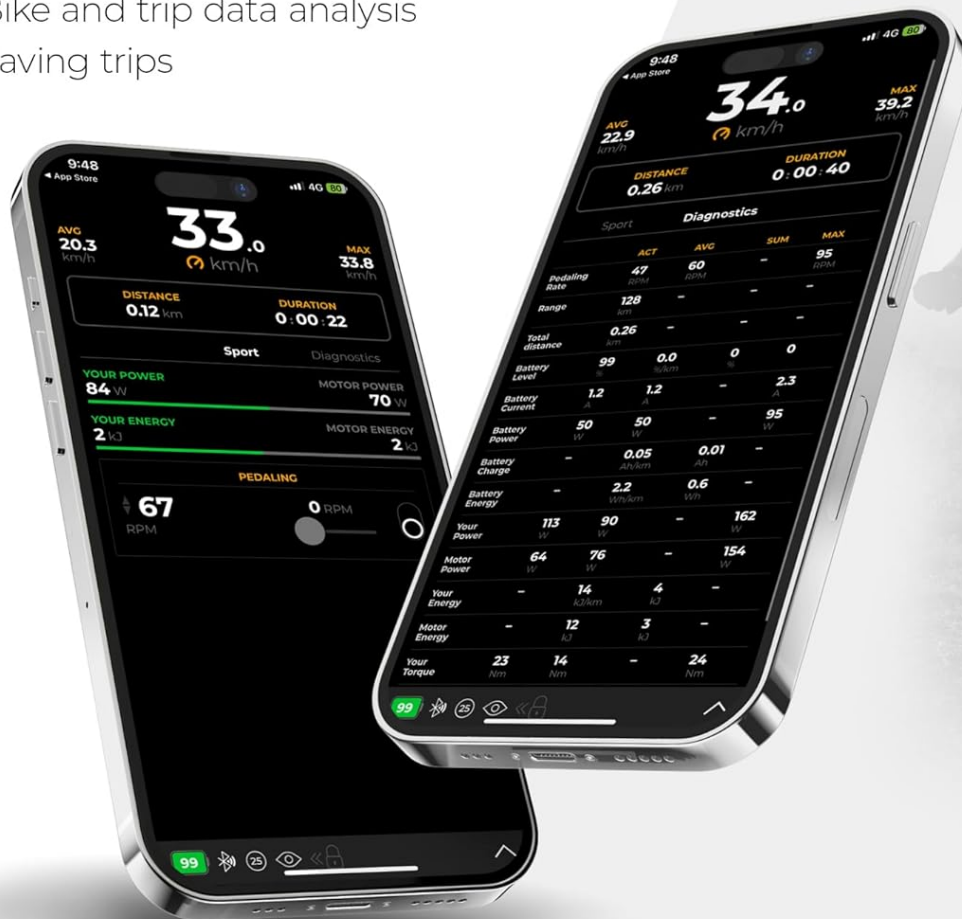 Bike and trip data analysis
aving trips
9:48
4G 80
◀ App Store
33.0
km/h
AVG
20.3
km/h
MAX
33.8
km/h
DISTANCE
0.12 km
DURATION
0:00:22
Sport Diagnostics
YOUR POWER MOTOR POWER
84 W 70 W
YOUR ENERGY MOTOR ENERGY
2 kJ 2 kJ
PEDALING
67 0 RPM
RPM
99 25
9:48
4G 80
◀ App Store
34.0
km/h
AVG
22.9
km/h
MAX
39.2
km/h
DISTANCE
0.26 km
DURATION
0:00:40
Sport Diagnostics
ACT AVG SUM MAX
Pedaling Rate 47 RPM 60 RPM – 95 RPM
Range 128 km – – –
Total distance 0.26 km – – –
Battery Level 99 % 0.0 %/km 0 % 0
Battery Current 1.2 A 1.2 A – 2.3 A
Battery Power 50 W 50 W – 95 W
Battery Charge – 0.05 Ah/km 0.01 Ah –
Battery Energy – 2.2 Wh/km 0.6 Wh –
Your Power 113 W 90 W – 162 W
Motor Power 64 W 76 W – 154 W
Your Energy – 14 kJ/km 4 kJ –
Motor Energy – 12 kJ 3 kJ –
Your Torque 23 Nm 14 Nm – 24 Nm
99 25